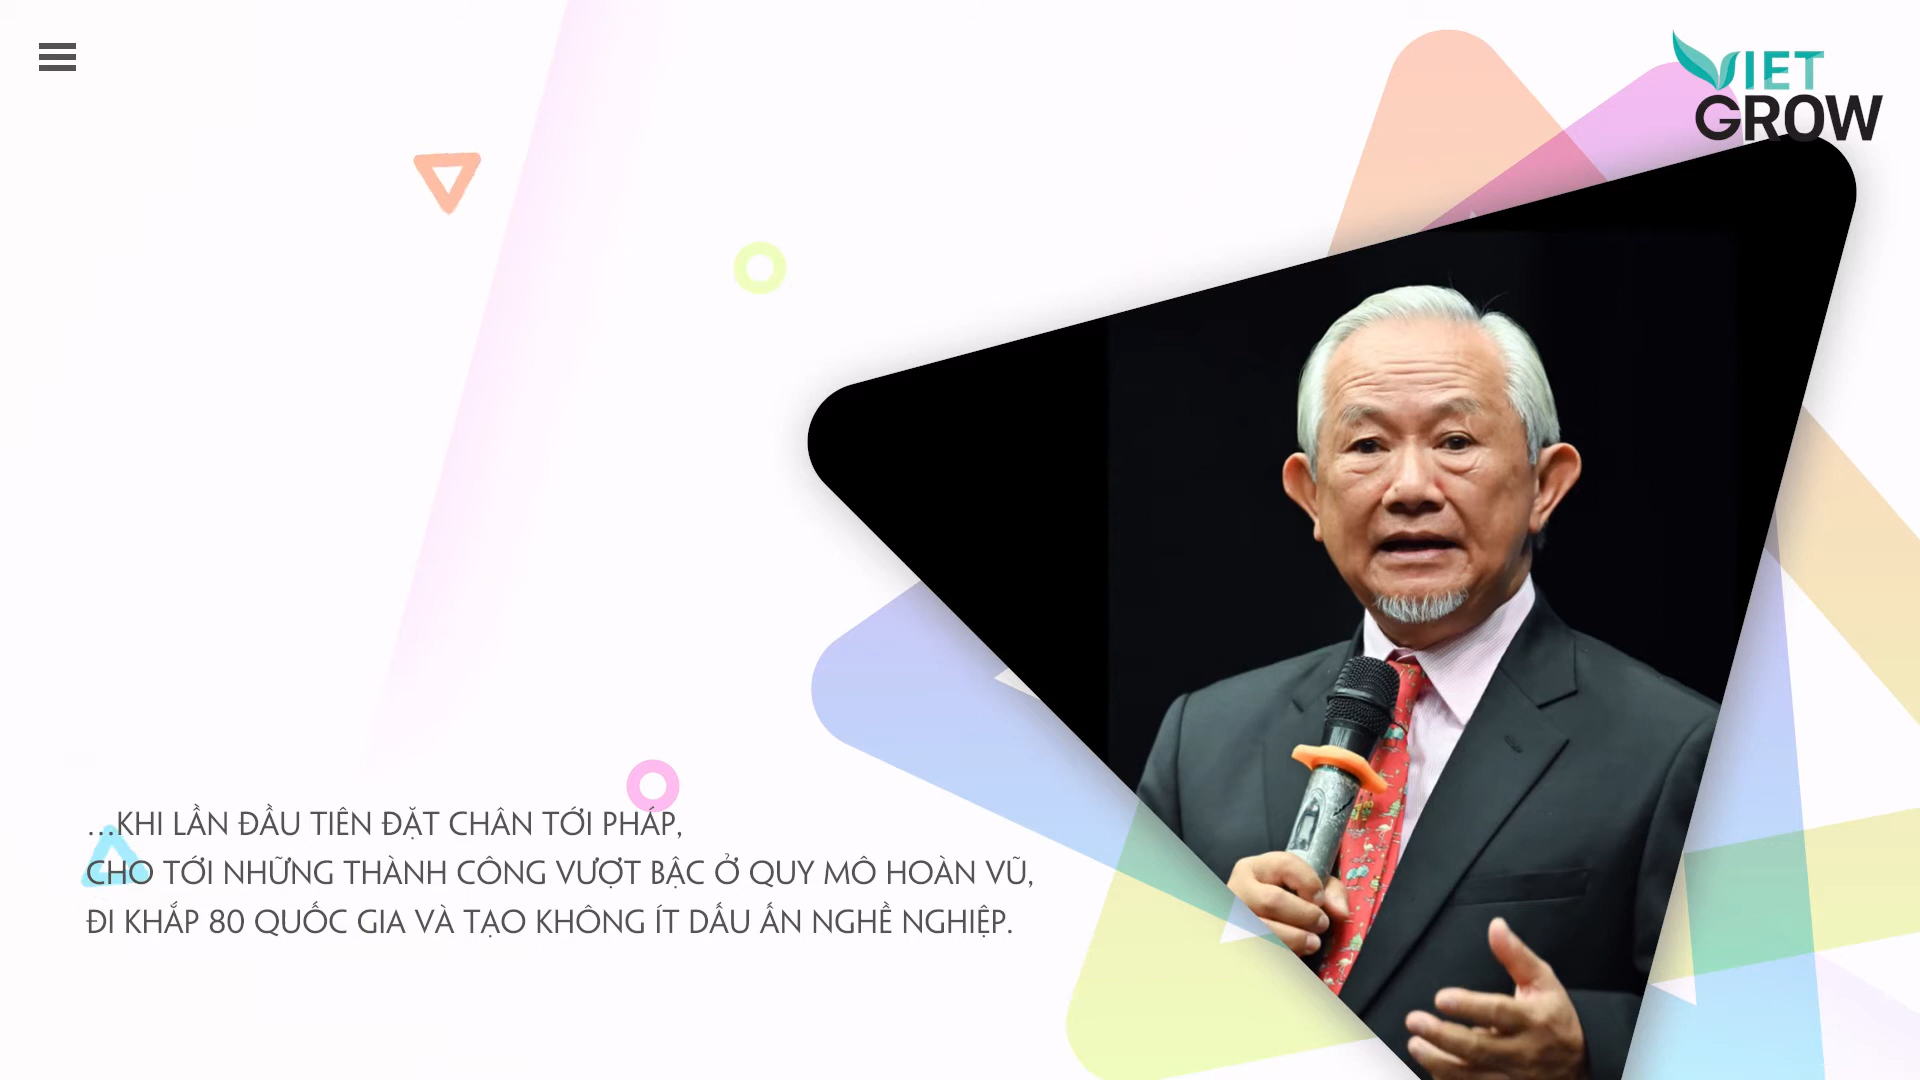 VIET
GROW
...KHI LẦN ĐẦU TIÊN ĐẶT CHÂN TỚI PHÁP,
CHO TỚI NHỮNG THÀNH CÔNG VƯỢT BẬC Ở QUY MÔ HOÀN VŨ,
ĐI KHẮP 80 QUỐC GIA VÀ TẠO KHÔNG ÍT DẤU ẤN NGHỀ NGHIỆP.